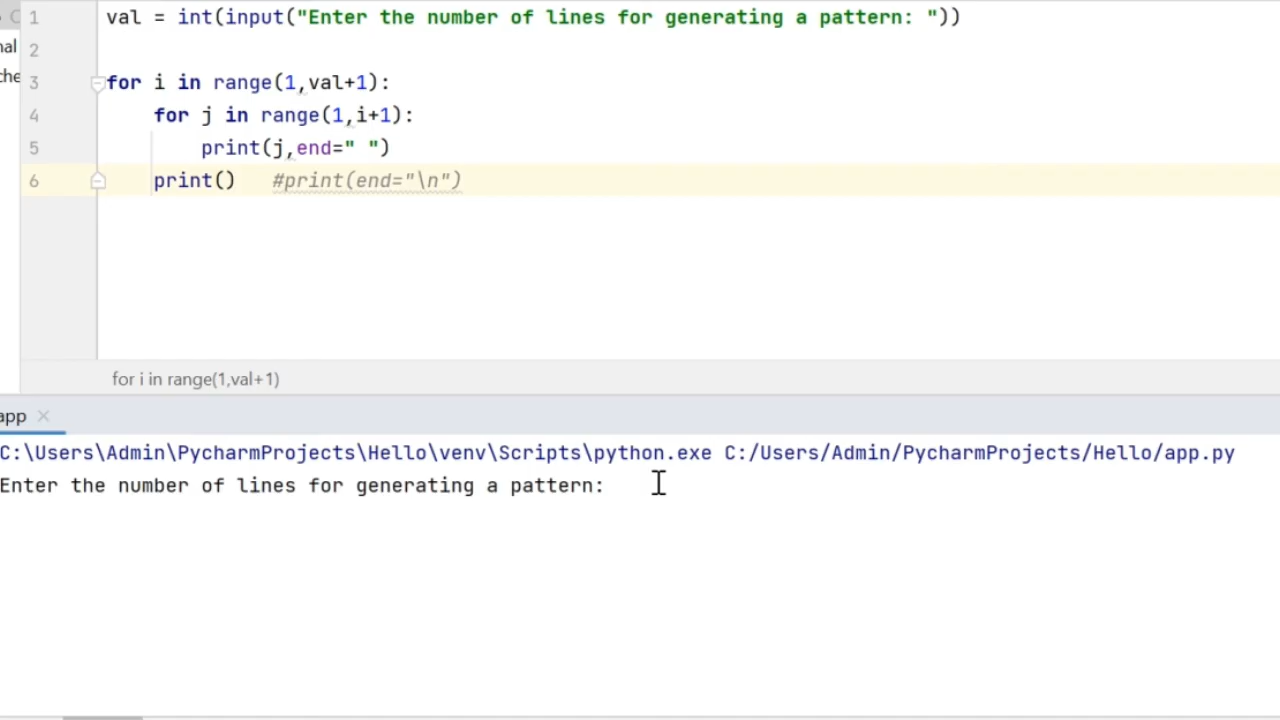 1 val = int(input("Enter the number of lines for generating a pattern: "))
nal 2
che 3 for i in range(1,val+1):
4 for j in range(1,i+1):
5 print(j,end=" ")
6 print() #print(end="\n")
for i in range(1,val+1)
app
C:\Users\Admin\PycharmProjects\Hello\venv\Scripts\python.exe C:/Users/Admin/PycharmProjects/Hello/app.py
Enter the number of lines for generating a pattern: